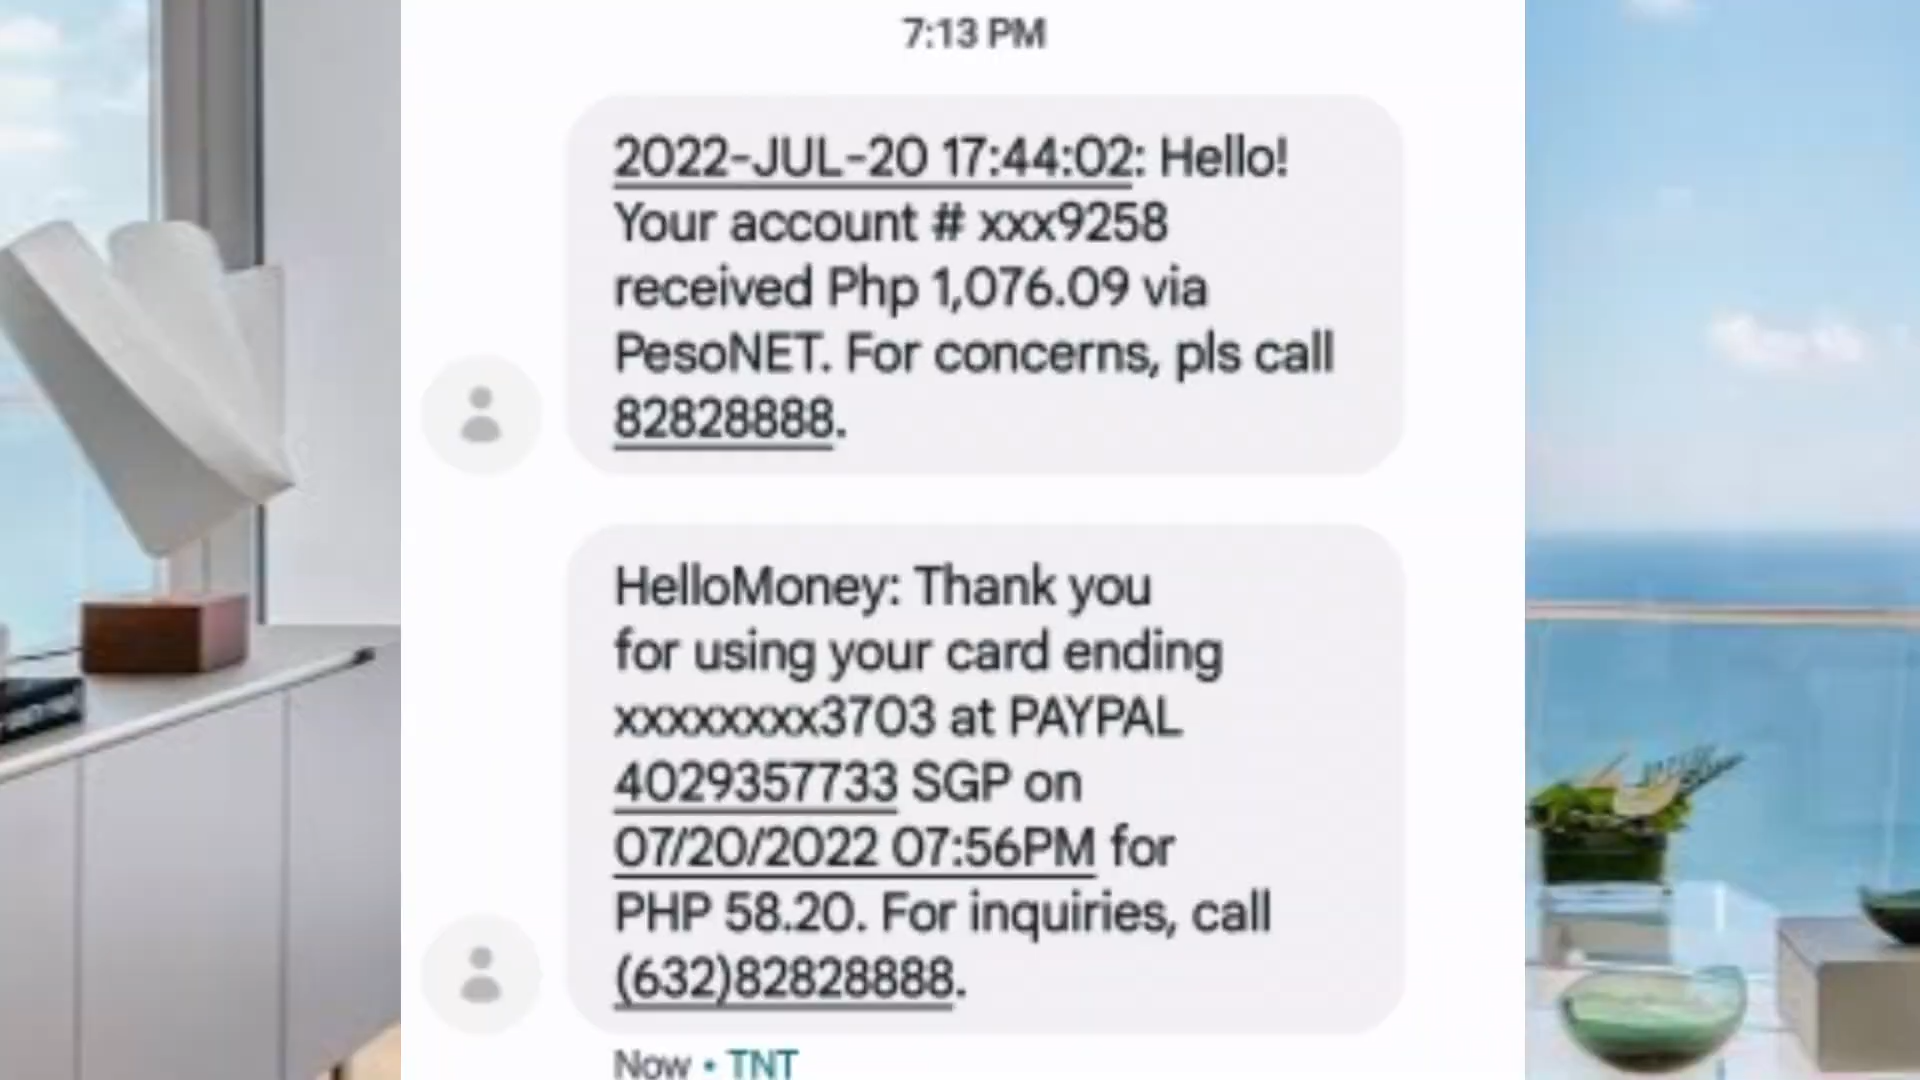 7:13 PM
2022-JUL-20 17:44:02: Hello!
Your account # xxx9258
received Php 1,076.09 via
PesoNET. For concerns, pls call
82828888.
HelloMoney: Thank you
for using your card ending
xxxxxxxx3703 at PAYPAL
4029357733 SGP on
07/20/2022 07:56PM for
PHP 58.20. For inquiries, call
(632)82828888.
Now • TNT